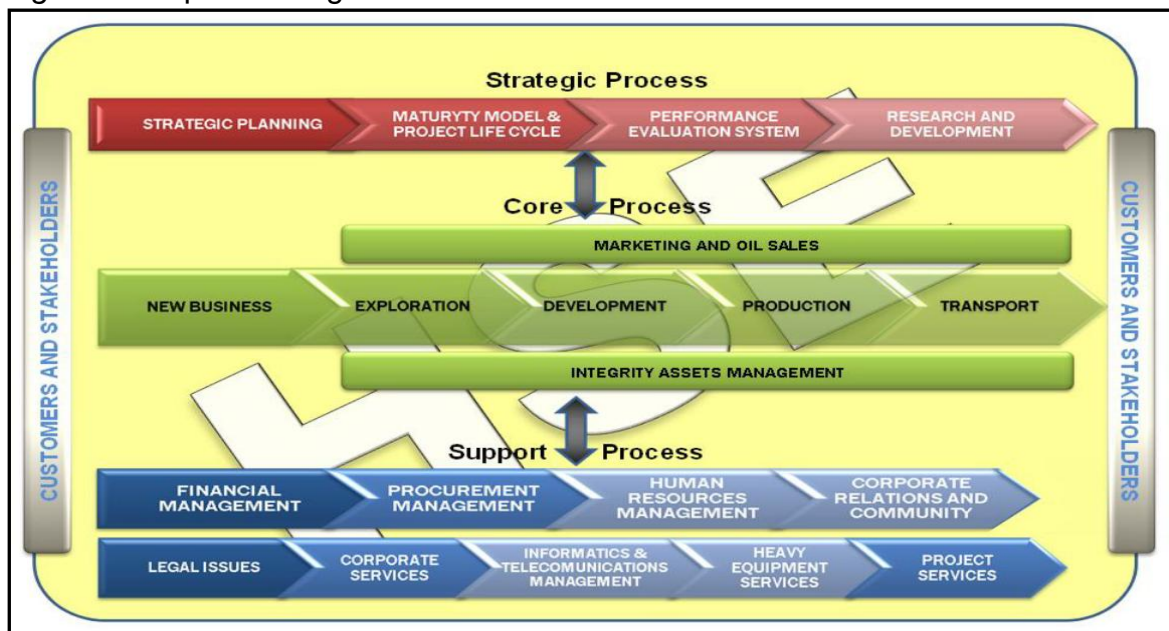 Strategic Process
STRATEGIC PLANNING
MATURYTY MODEL &
PROJECT LIFE CYCLE
PERFORMANCE
EVALUATION SYSTEM
RESEARCH AND
DEVELOPMENT
CUSTOMERS AND STAKEHOLDERS
Core Process
MARKETING AND OIL SALES
NEW BUSINESS
EXPLORATION
DEVELOPMENT
PRODUCTION
TRANSPORT
INTEGRITY ASSETS MANAGEMENT
HSE
CUSTOMERS AND STAKEHOLDERS
Support Process
FINANCIAL
MANAGEMENT
PROCUREMENT
MANAGEMENT
HUMAN
RESOURCES
MANAGEMENT
CORPORATE
RELATIONS AND
COMMUNITY
LEGAL ISSUES
CORPORATE
SERVICES
INFORMATICS &
TELECOMUNICATIONS
MANAGEMENT
HEAVY
EQUIPMENT
SERVICES
PROJECT
SERVICES